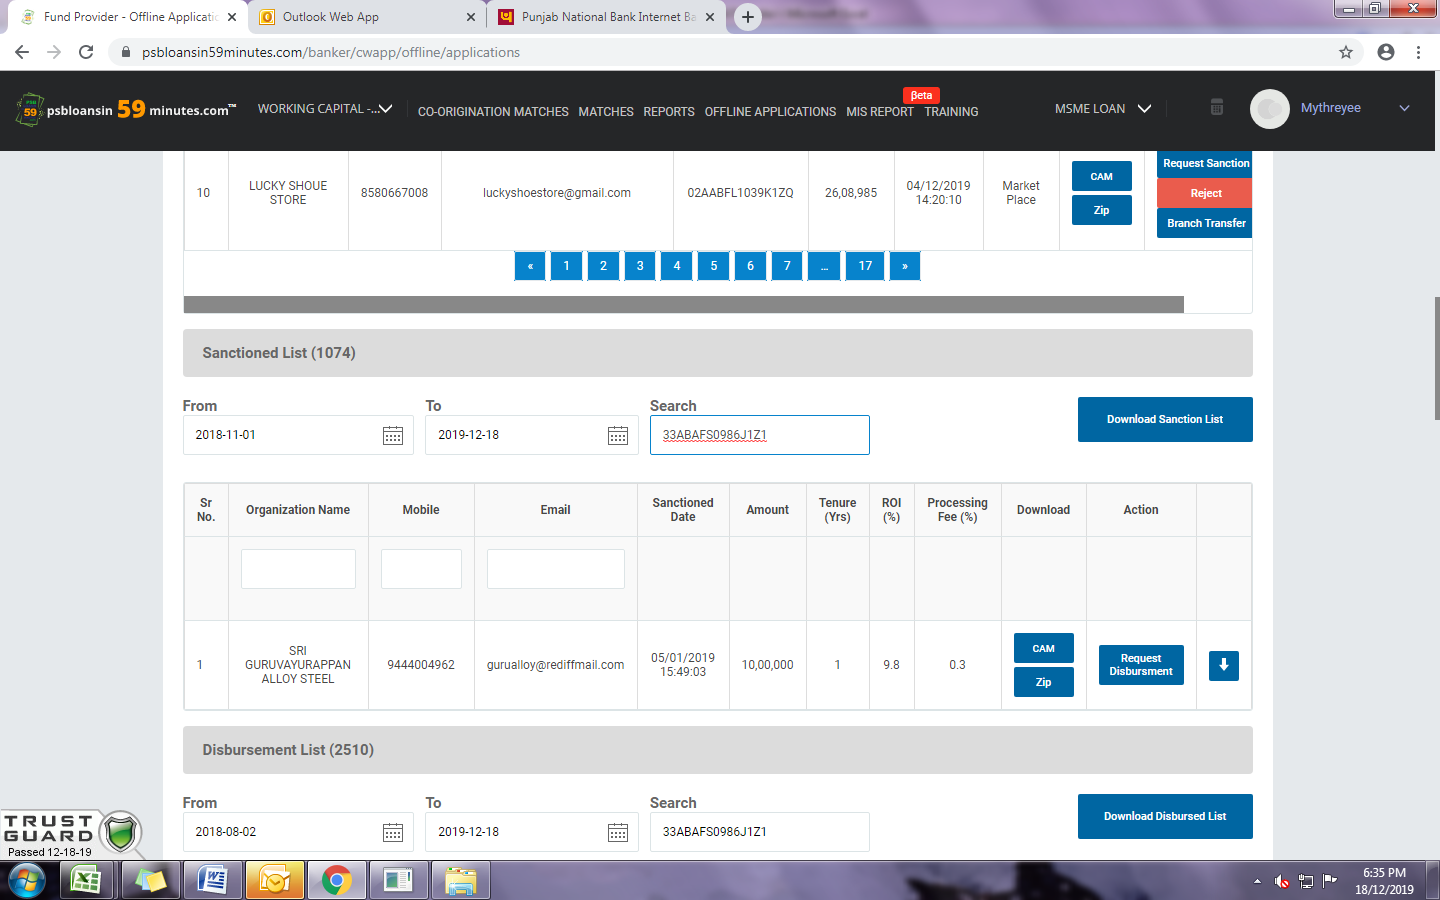 Fund Provider - Offline Applicatio
Outlook Web App
Punjab National Bank Internet Ba
psbloansin59minutes.com/banker/cwapp/offline/applications
psbloansin 59 minutes.com™
WORKING CAPITAL -...
CO-ORIGINATION MATCHES
MATCHES
REPORTS
OFFLINE APPLICATIONS
MIS REPORT
βeta
TRAINING
MSME LOAN
Mythreyee
10
LUCKY SHOUE
STORE
8580667008
luckyshoestore@gmail.com
02AABFL1039K1ZQ
26,08,985
04/12/2019
14:20:10
Market
Place
CAM
Zip
Request Sanction
Reject
Branch Transfer
« 1 2 3 4 5 6 7 ... 17 »
Sanctioned List (1074)
From
To
Search
2018-11-01
2019-12-18
33ABAFS0986J1Z1
Download Sanction List
Sr
No.
Organization Name
Mobile
Email
Sanctioned
Date
Amount
Tenure
(Yrs)
ROI
(%)
Processing
Fee (%)
Download
Action
1
SRI
GURUVAYURAPPAN
ALLOY STEEL
9444004962
gurualloy@rediffmail.com
05/01/2019
15:49:03
10,00,000
1
9.8
0.3
CAM
Zip
Request
Disbursment
Disbursement List (2510)
From
To
Search
2018-08-02
2019-12-18
33ABAFS0986J1Z1
Download Disbursed List
TRUST
GUARD
Passed 12-18-19
6:35 PM
18/12/2019